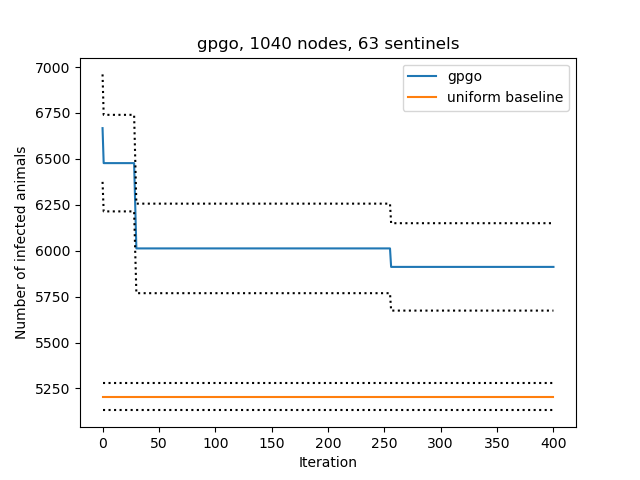 gpgo, 1040 nodes, 63 sentinels
gpgo
uniform baseline
Number of infected animals
7000
6750
6500
6250
6000
5750
5500
5250
0 50 100 150 200 250 300 350 400
Iteration